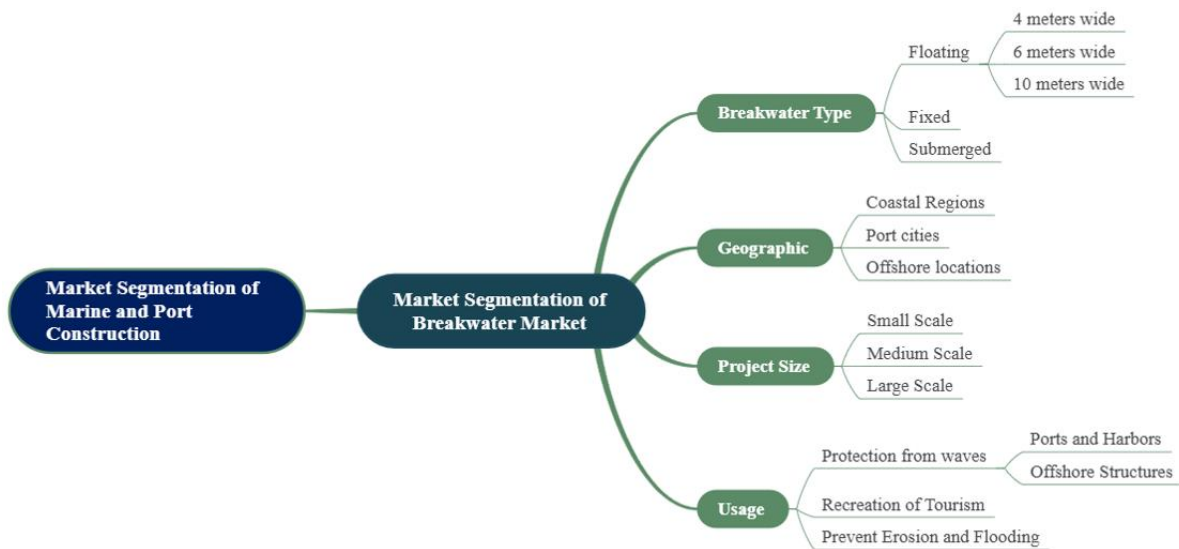 Market Segmentation of
Marine and Port
Construction
Market Segmentation of
Breakwater Market
Breakwater Type
Floating
4 meters wide
6 meters wide
10 meters wide
Fixed
Submerged
Geographic
Coastal Regions
Port cities
Offshore locations
Project Size
Small Scale
Medium Scale
Large Scale
Usage
Protection from waves
Ports and Harbors
Offshore Structures
Recreation of Tourism
Prevent Erosion and Flooding